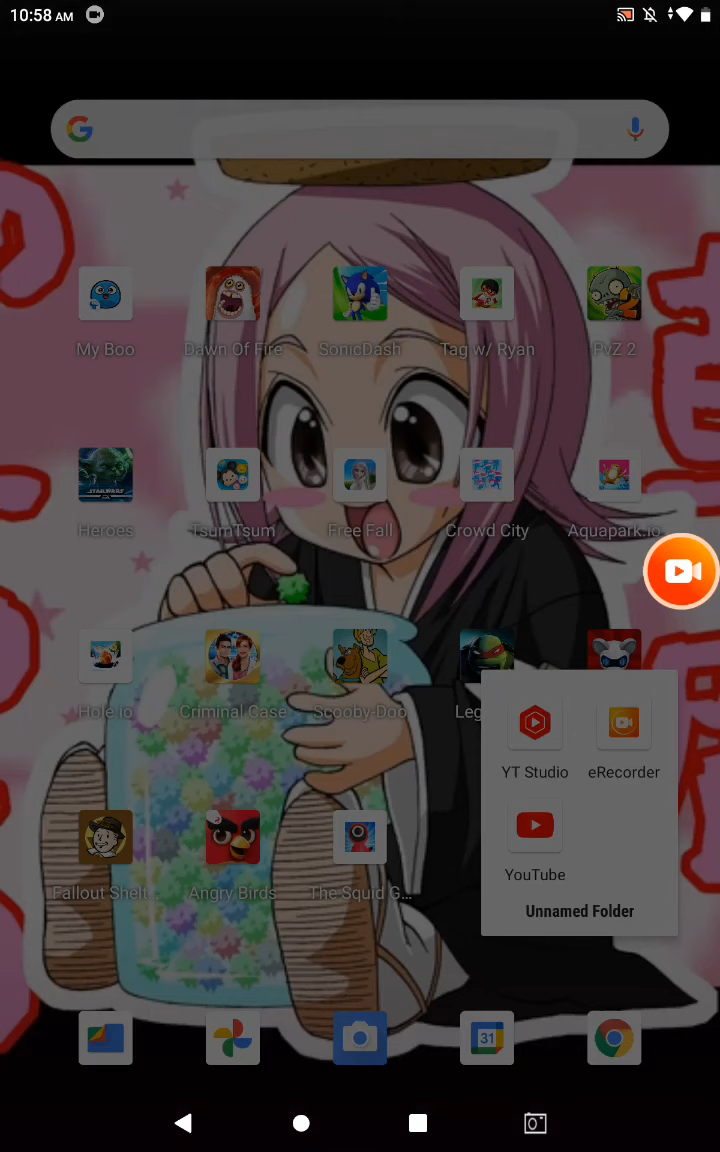 10:58 AM
My Boo
Dawn Of Fire
SonicDash
Tag w/ Ryan
PvZ 2
Heroes
TsumTsum
Free Fall
Crowd City
Aquapark.io
Hole.io
Criminal Case
Scooby-Doo
Leg
YT Studio
eRecorder
YouTube
Unnamed Folder
Fallout Shelt...
Angry Birds
The Squid G...
31